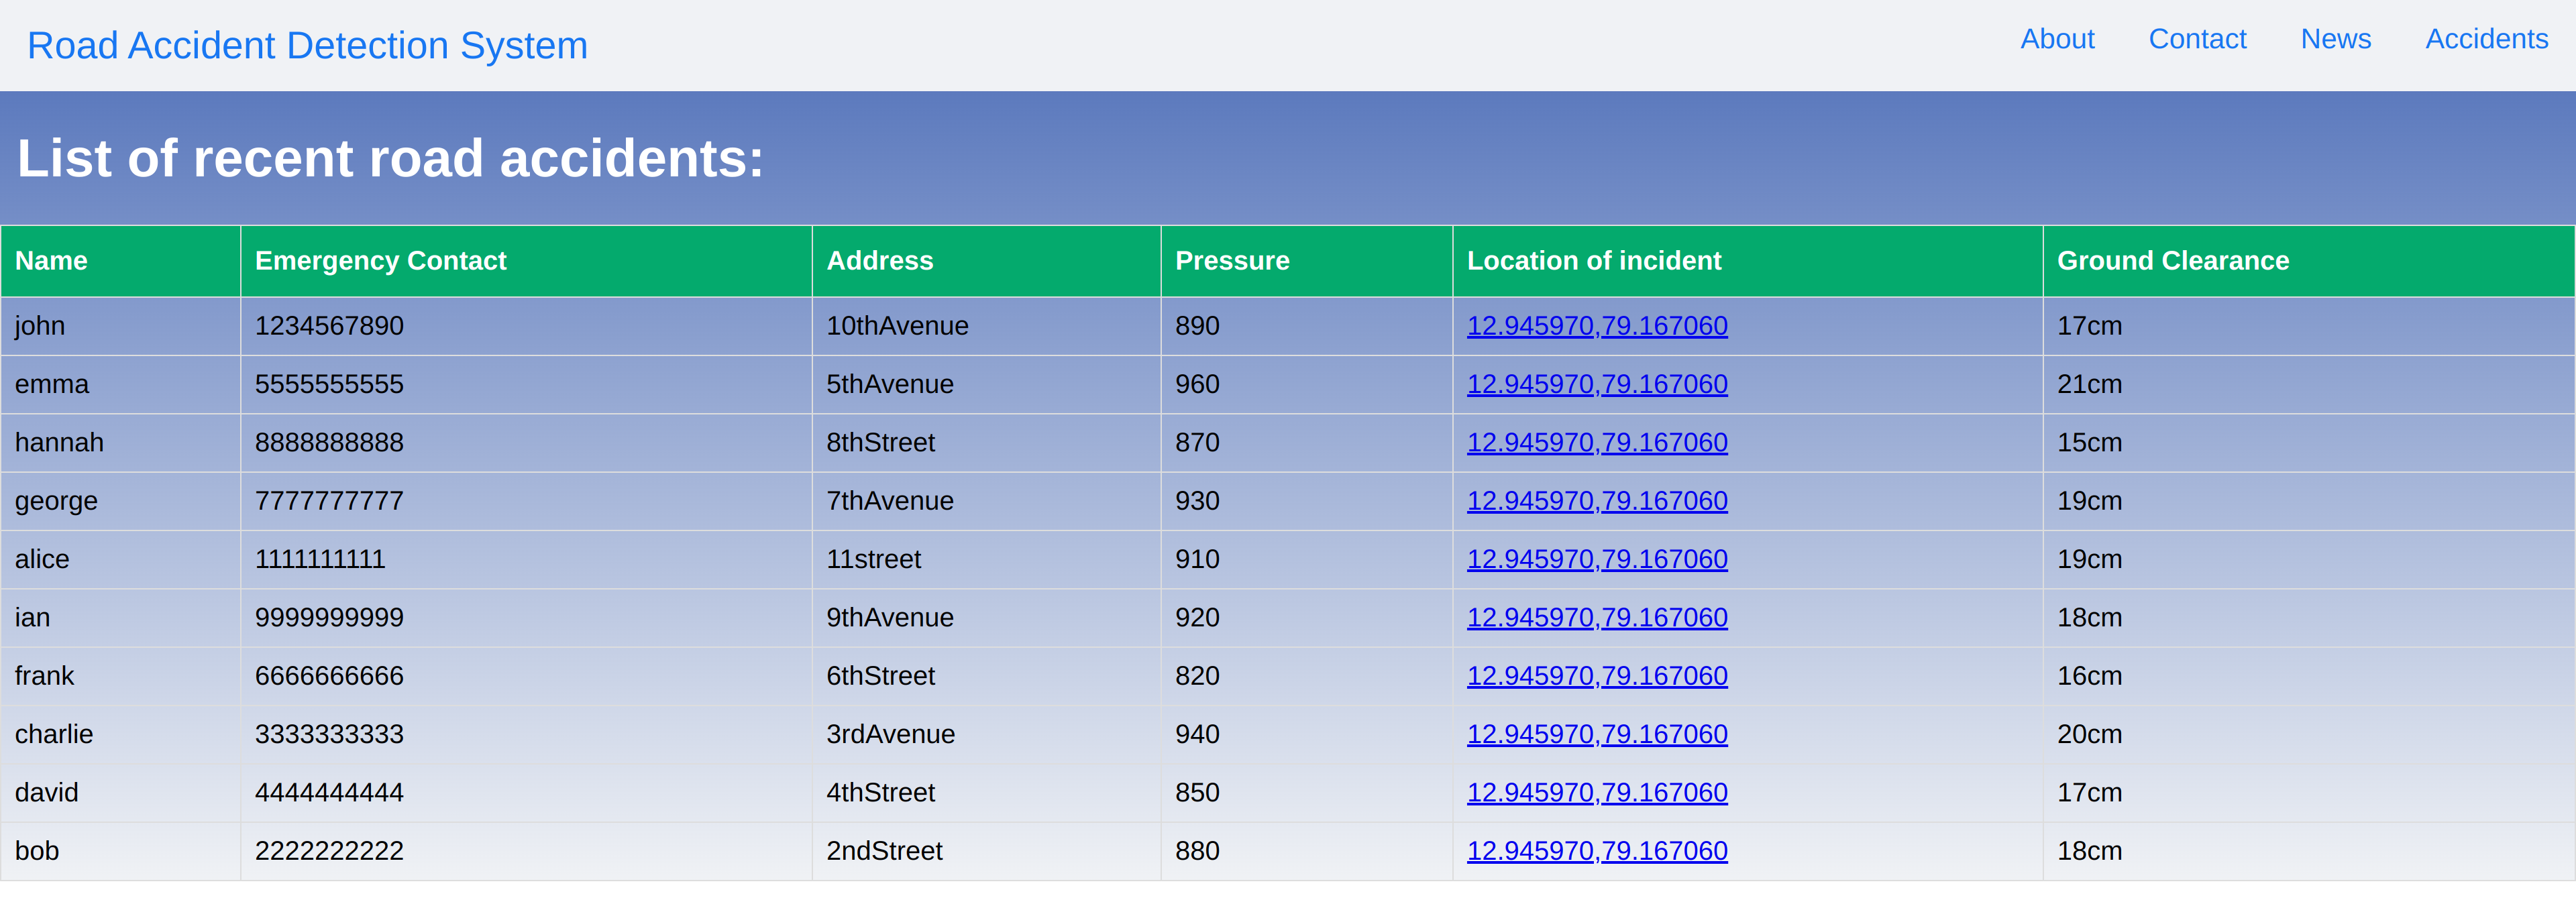 Road Accident Detection System About Contact News Accidents
List of recent road accidents:
Name Emergency Contact Address Pressure Location of incident Ground Clearance
john 1234567890 10thAvenue 890 12.945970,79.167060 17cm
emma 5555555555 5thAvenue 960 12.945970,79.167060 21cm
hannah 8888888888 8thStreet 870 12.945970,79.167060 15cm
george 7777777777 7thAvenue 930 12.945970,79.167060 19cm
alice 1111111111 11street 910 12.945970,79.167060 19cm
ian 9999999999 9thAvenue 920 12.945970,79.167060 18cm
frank 6666666666 6thStreet 820 12.945970,79.167060 16cm
charlie 3333333333 3rdAvenue 940 12.945970,79.167060 20cm
david 4444444444 4thStreet 850 12.945970,79.167060 17cm
bob 2222222222 2ndStreet 880 12.945970,79.167060 18cm